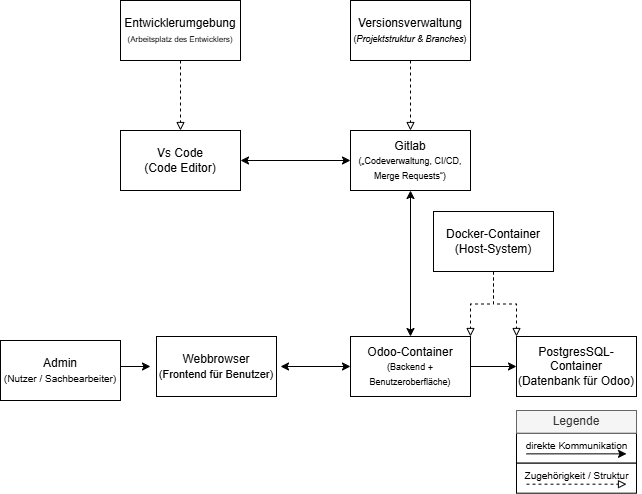 Entwicklerumgebung
(Arbeitsplatz des Entwicklers)
Versionsverwaltung
(Projektstruktur & Branches)
Vs Code
(Code Editor)
Gitlab
(„Codeverwaltung, CI/CD,
Merge Requests“)
Docker-Container
(Host-System)
Admin
(Nutzer / Sachbearbeiter)
Webbrowser
(Frontend für Benutzer)
Odoo-Container
(Backend +
Benutzeroberfläche)
PostgresSQL-
Container
(Datenbank für Odoo)
Legende
direkte Kommunikation
Zugehörigkeit / Struktur